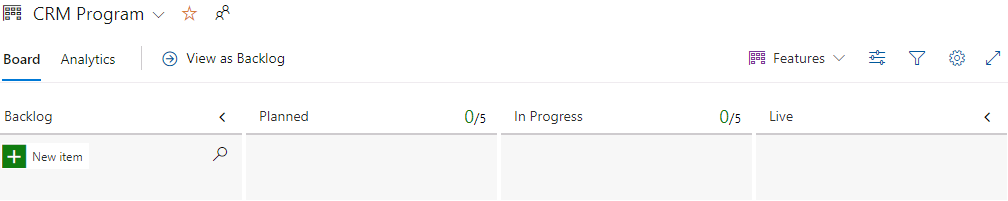 CRM Program
Board Analytics View as Backlog Features
Backlog Planned 0/5 In Progress 0/5 Live
New item